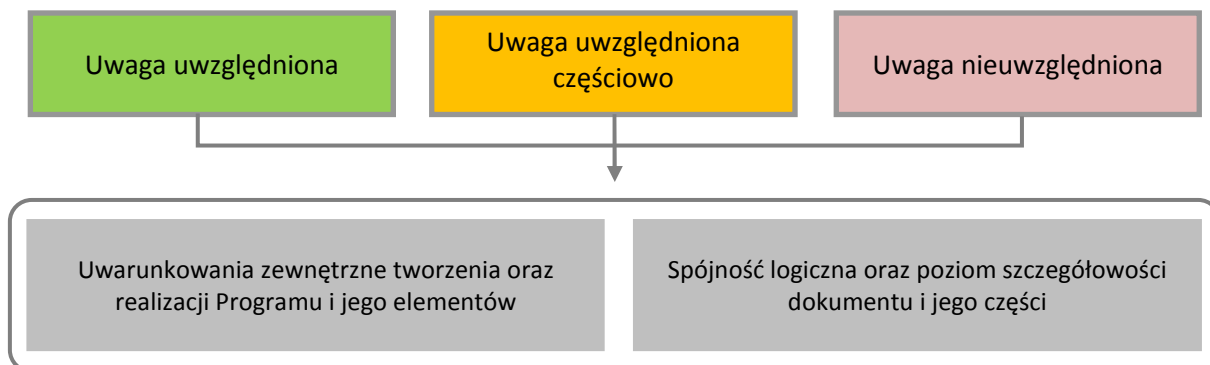 Uwaga uwzględniona
Uwaga uwzględniona
częściowo
Uwaga nieuwzględniona
Uwarunkowania zewnętrzne tworzenia oraz
realizacji Programu i jego elementów
Spójność logiczna oraz poziom szczegółowości
dokumentu i jego części